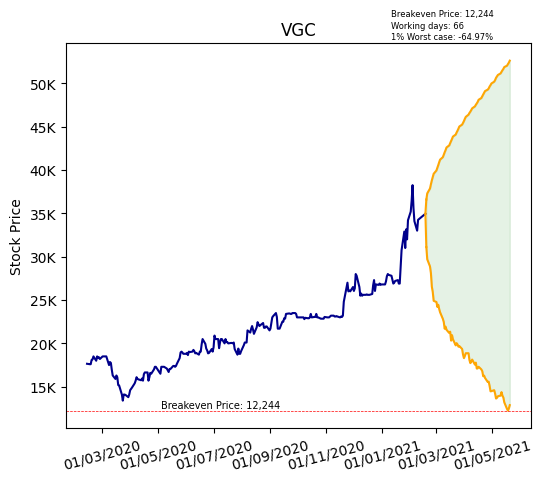 Breakeven Price: 12,244
Working days: 66
1% Worst case: -64.97%
VGC
Stock Price
50K
45K
40K
35K
30K
25K
20K
15K
Breakeven Price: 12,244
01/03/2020
01/05/2020
01/07/2020
01/09/2020
01/11/2020
01/01/2021
01/03/2021
01/05/2021